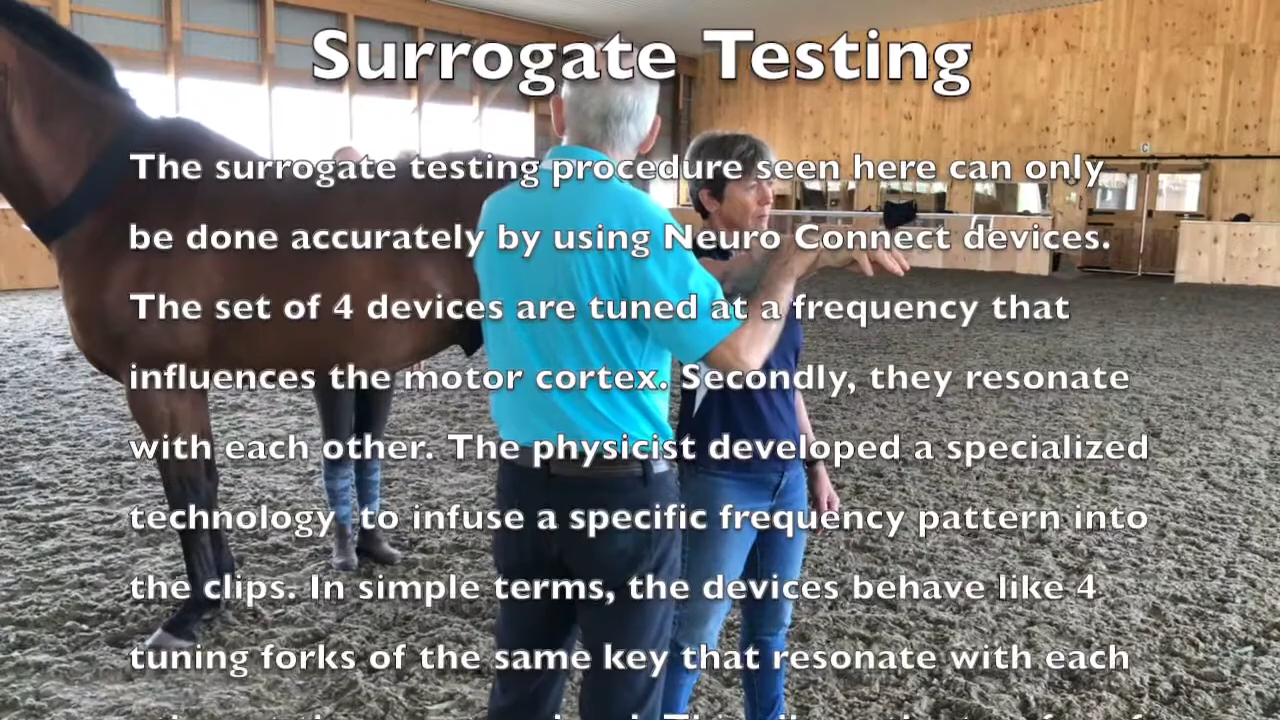 Surrogate Testing
The surrogate testing procedure seen here can only
be done accurately by using Neuro Connect devices.
The set of 4 devices are tuned at a frequency that
influences the motor cortex. Secondly, they resonate
with each other. The physicist developed a specialized
technology to infuse a specific frequency pattern into
the clips. In simple terms, the devices behave like 4
tuning forks of the same key that resonate with each
C